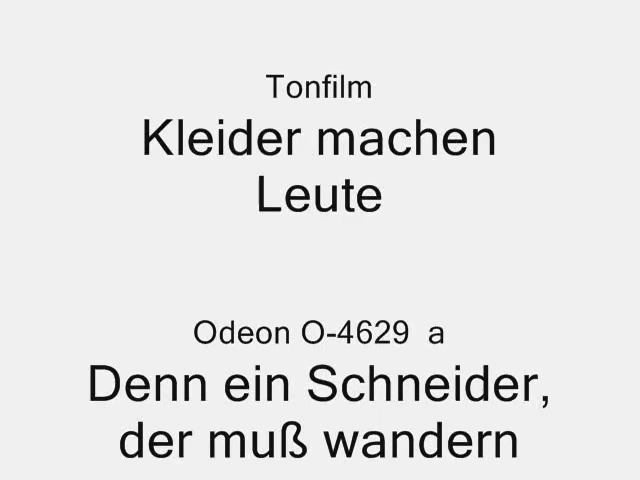 Tonfilm
Kleider machen
Leute
Odeon O-4629 a
Denn ein Schneider,
der muß wandern